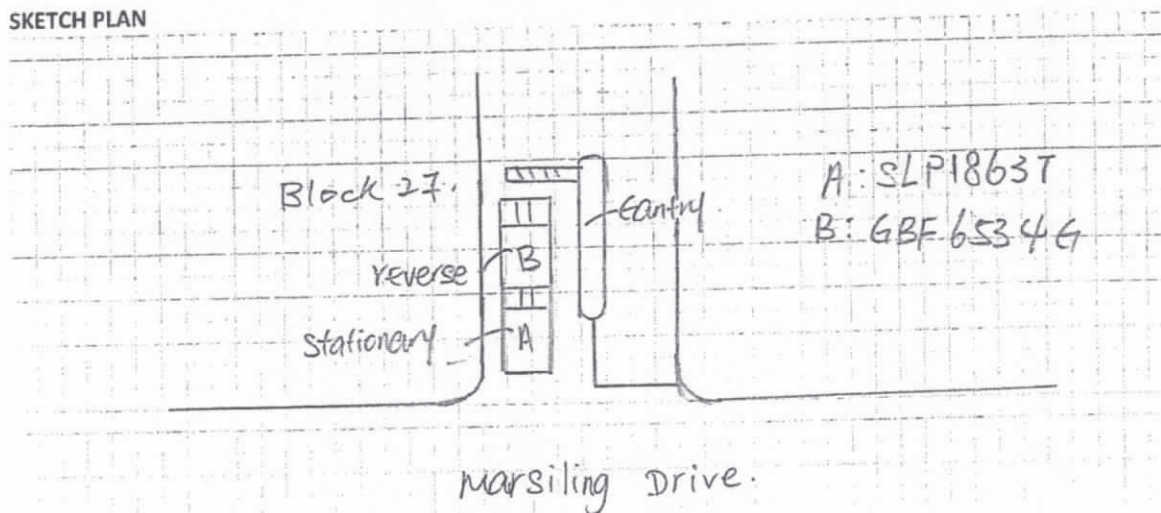 SKETCH PLAN
Block 27.
Gantry
A : SLP1863T
B : GBF6534G
reverse
B
Stationary
A
Marsiling Drive.